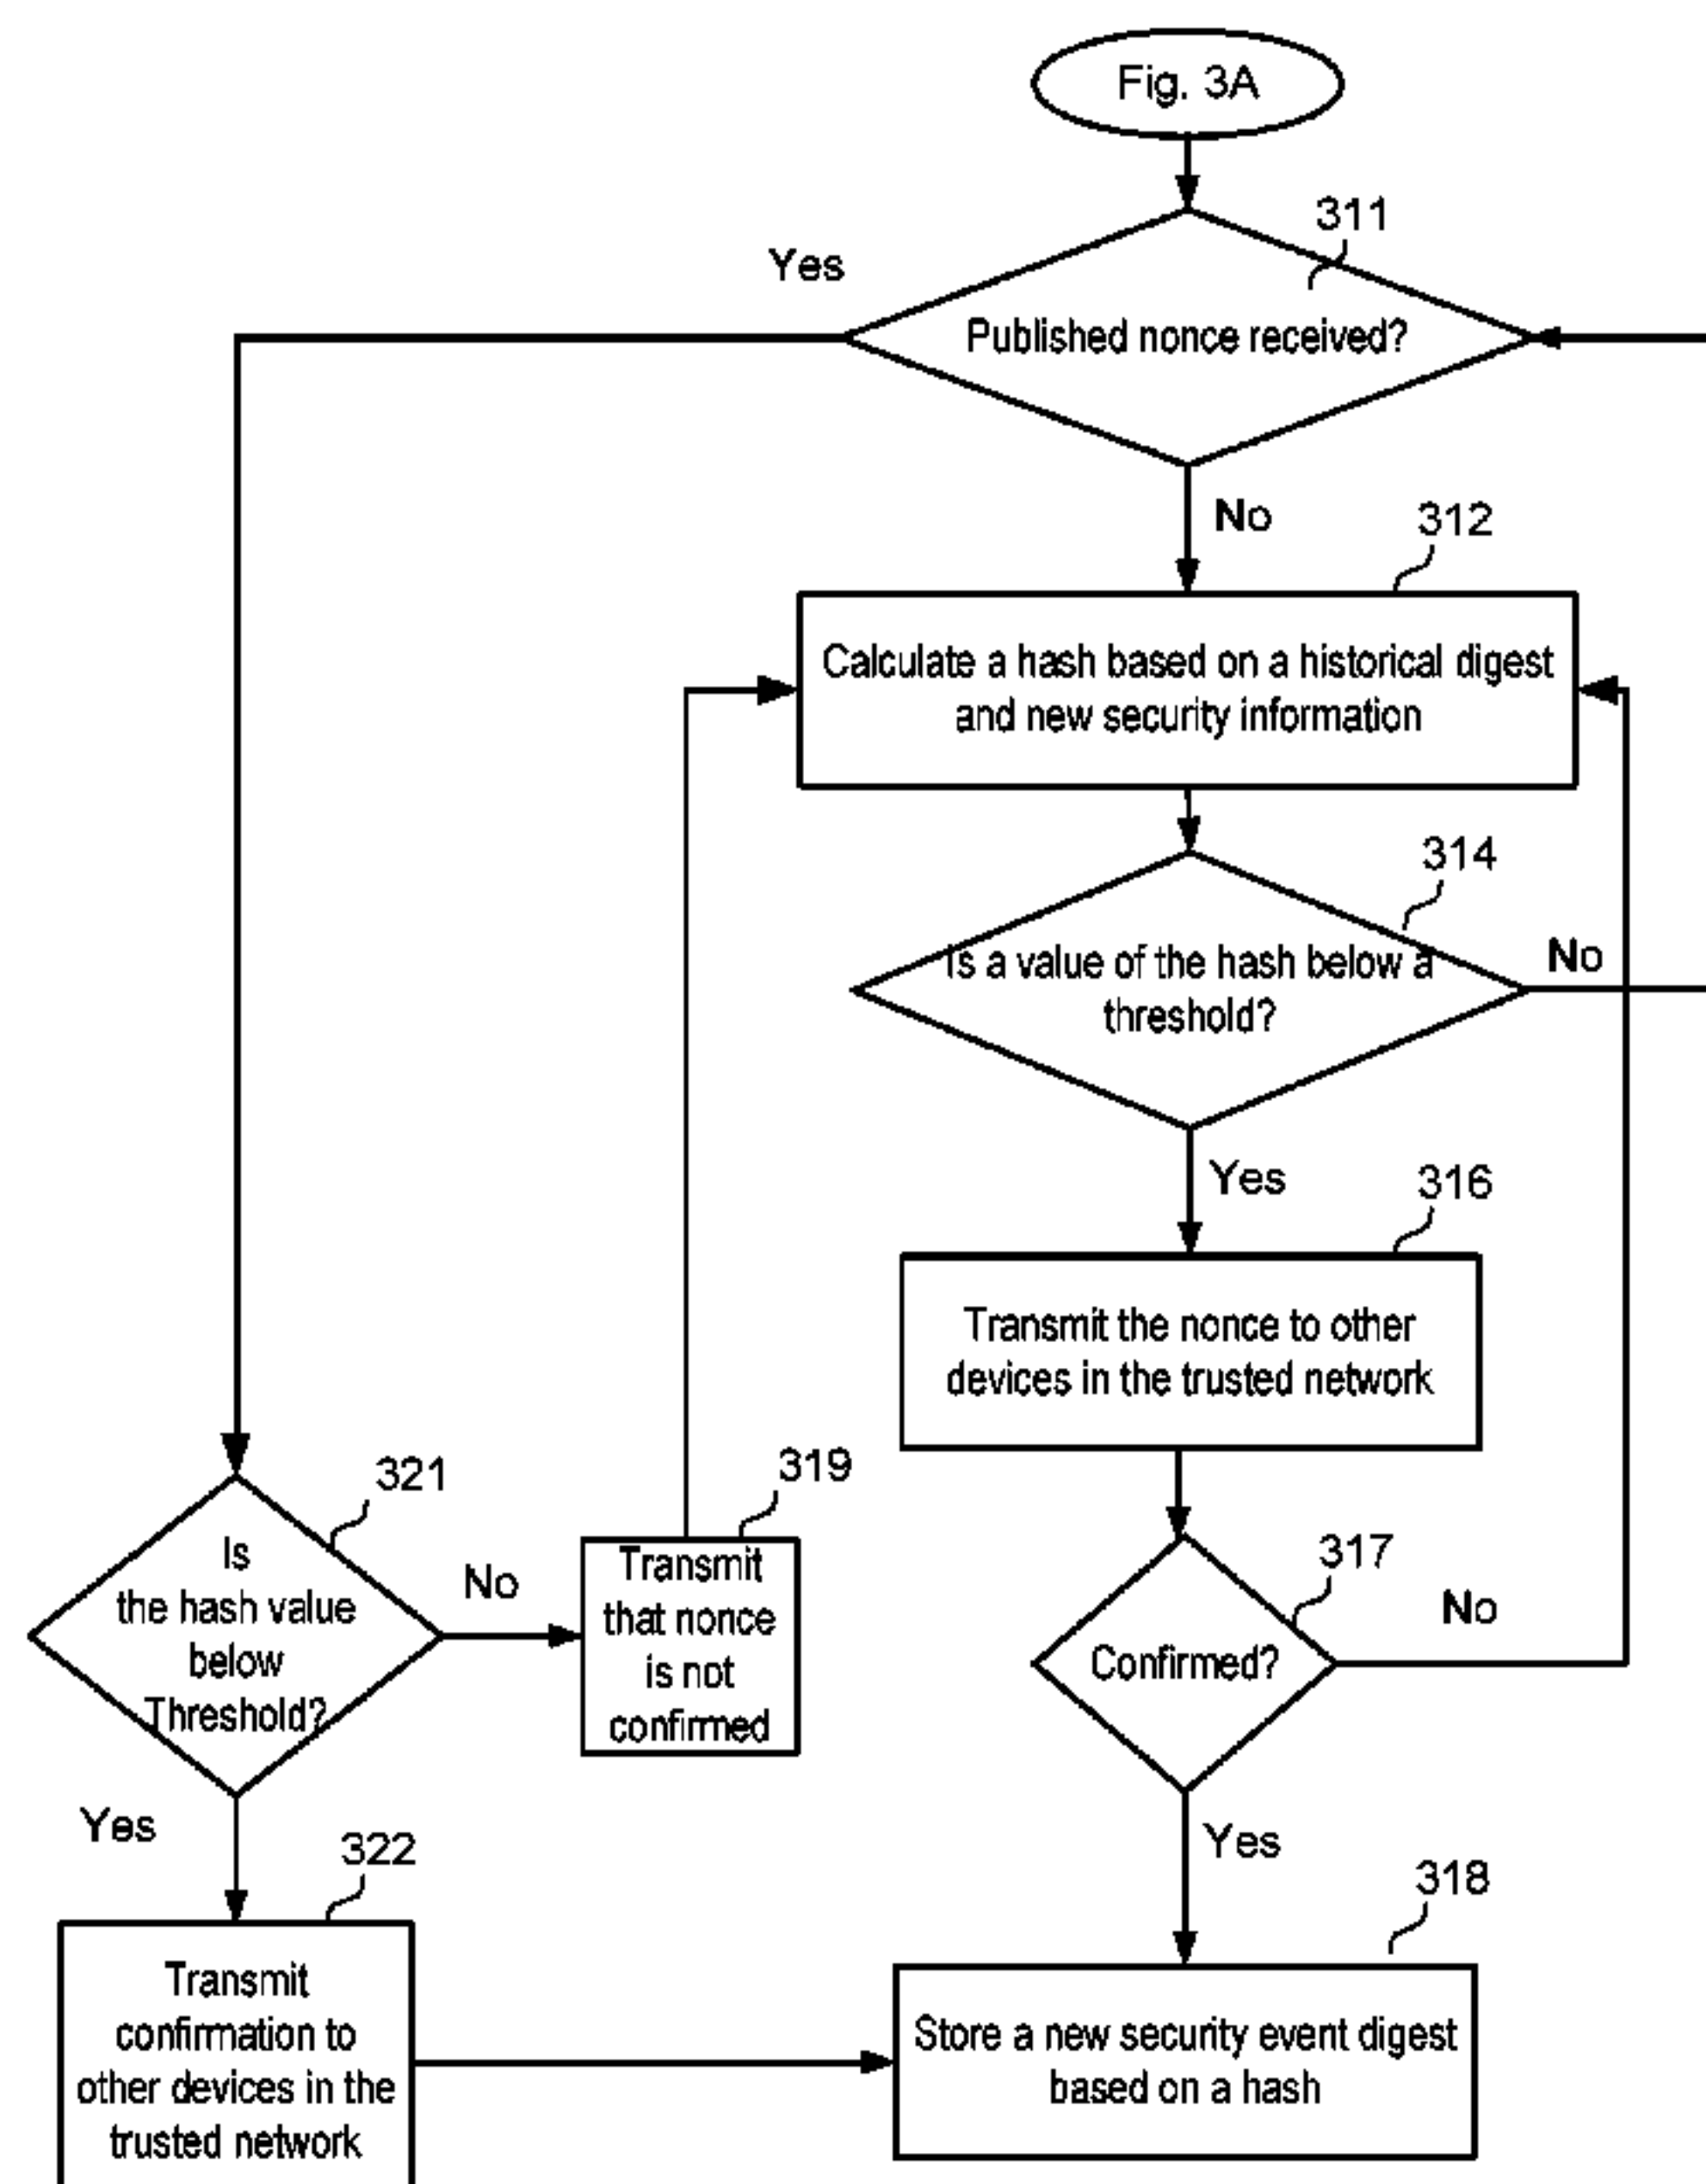 Fig. 3A
311
Yes
Published nonce received?
No
312
Calculate a hash based on a historical digest
and new security information
314
Is a value of the hash below a
threshold?
No
Yes
316
Transmit the nonce to other
devices in the trusted network
321
Is
the hash value
below
Threshold?
No
319
Transmit
that nonce
is not
confirmed
317
Confirmed?
No
Yes
322
Transmit
confirmation to
other devices in the
trusted network
Yes
318
Store a new security event digest
based on a hash